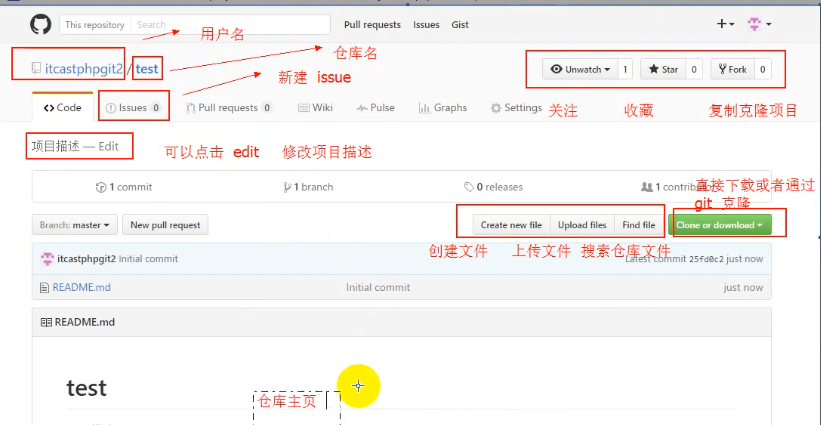 This repository Search Pull requests Issues Gist
用户名
仓库名
itcastphpgit2 / test
新建 issue
Unwatch 1 Star 0 Fork 0
Code Issues 0 Pull requests 0 Wiki Pulse Graphs Settings
关注 收藏 复制克隆项目
项目描述 — Edit
可以点击 edit 修改项目描述
1 commit 1 branch 0 releases 1 contributor
直接下载或者通过
git 克隆
Branch: master New pull request Create new file Upload files Find file Clone or download
创建文件 上传文件 搜索仓库文件
itcastphpgit2 Initial commit Latest commit 25fd0c2 just now
README.md Initial commit just now
README.md
test
仓库主页